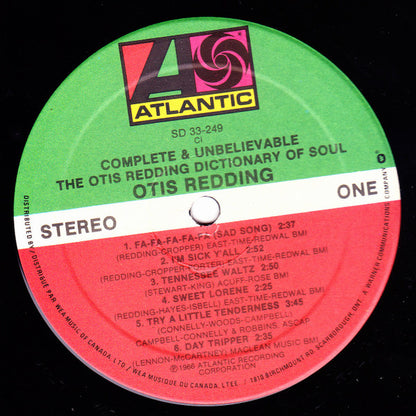 ATLANTIC
SD 33-249
CI
COMPLETE & UNBELIEVABLE
THE OTIS REDDING DICTIONARY OF SOUL
OTIS REDDING
STEREO
ONE
1. FA-FA-FA-FA-FA (SAD SONG) 2:37
(REDDING-CROPPER) EAST-TIME-REDWAL BMI
2. I'M SICK Y'ALL 2:52
(REDDING-CROPPER-PORTER) EAST-TIME-REDWAL BMI
3. TENNESSEE WALTZ 2:50
(STEWART-KING) ACUFF-ROSE BMI
4. SWEET LORENE 2:25
(REDDING-HAYES-ISBELL) EAST-TIME-REDWAL BMI
5. TRY A LITTLE TENDERNESS 3:45
(CONNELLY-WOODS-CAMPBELL)
CAMPBELL-CONNELLY & ROBBINS, ASCAP
6. DAY TRIPPER 2:35
(LENNON-McCARTNEY) MACLEAN MUSIC BMI
℗1966 ATLANTIC RECORDING
CORPORATION
DISTRIBUTED BY / DISTRIBUÉ PAR WEA MUSIC OF CANADA, LTD / WEA MUSIQUE DU CANADA, LTEE. / 1810 BIRCHMOUNT RD. SCARBOROUGH, ONT. A WARNER COMMUNICATIONS COMPANY